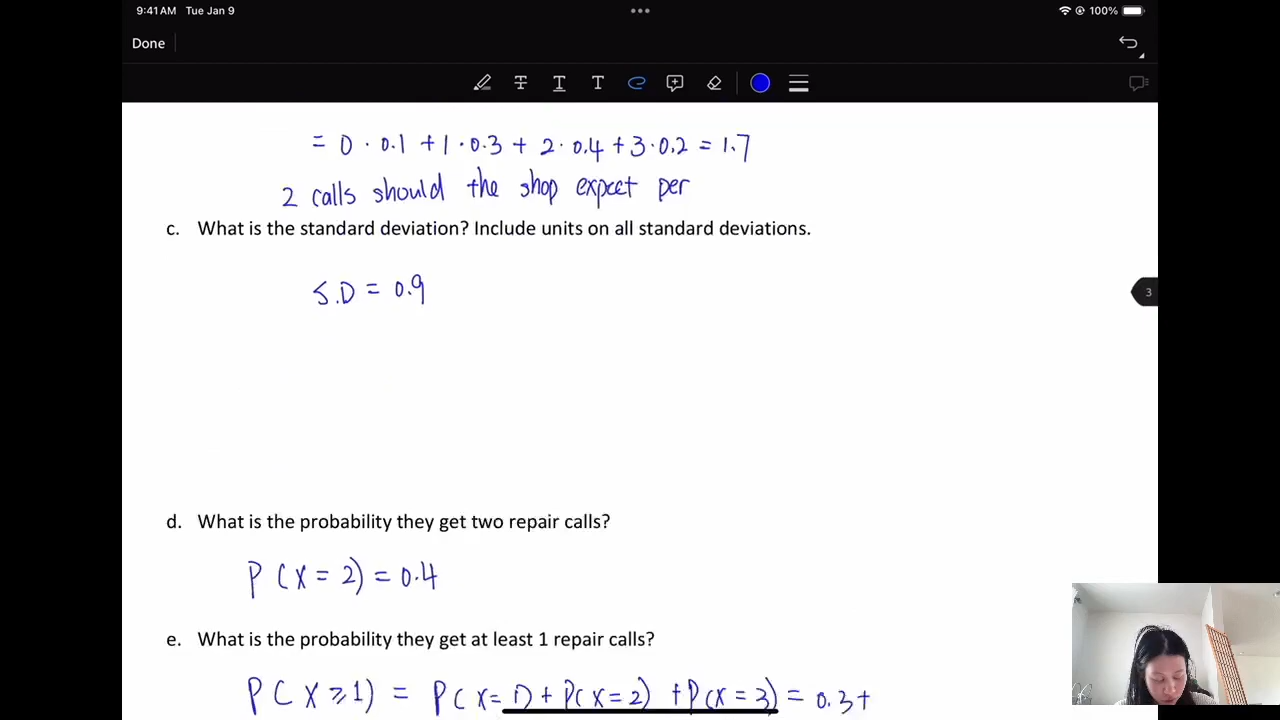 9:41 AM Tue Jan 9
100%
Done
T T T
= 0 · 0.1 + 1 · 0.3 + 2 · 0.4 + 3 · 0.2 = 1.7
2 calls should the shop expect per
c. What is the standard deviation? Include units on all standard deviations.
S.D = 0.9
3
d. What is the probability they get two repair calls?
P(X = 2) = 0.4
e. What is the probability they get at least 1 repair calls?
P(X ≥ 1) = P(X = 1) + P(X = 2) + P(X = 3) = 0.3 +